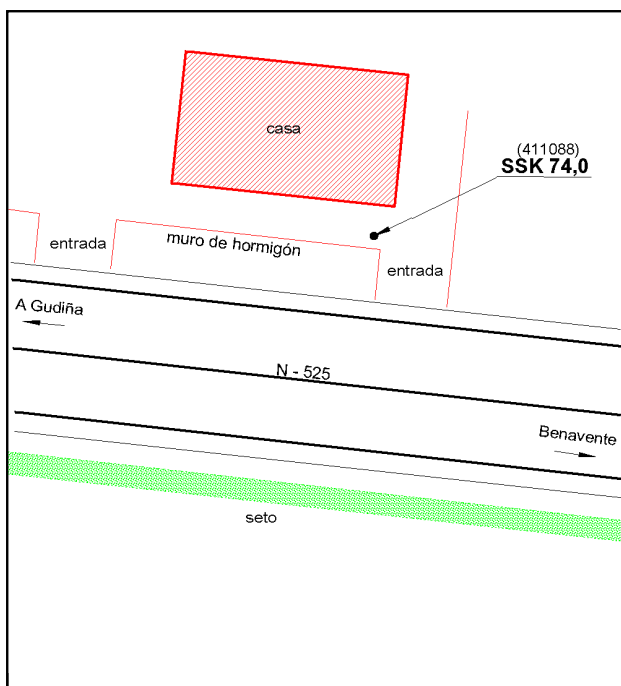 casa
(411088)
SSK 74,0
entrada
muro de hormigón
entrada
A Gudiña
N - 525
Benavente
seto